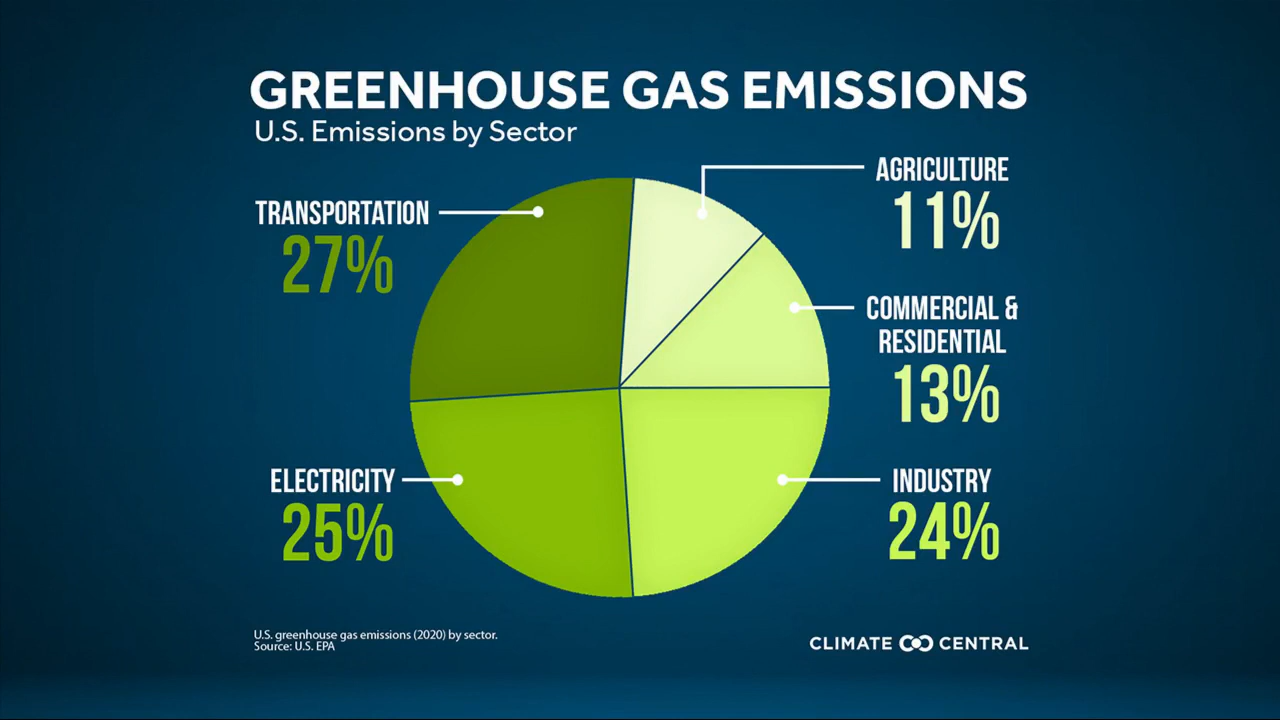 GREENHOUSE GAS EMISSIONS
U.S. Emissions by Sector
TRANSPORTATION
27%
AGRICULTURE
11%
COMMERCIAL &
RESIDENTIAL
13%
ELECTRICITY
25%
INDUSTRY
24%
U.S. greenhouse gas emissions (2020) by sector.
Source: U.S. EPA
CLIMATE CENTRAL